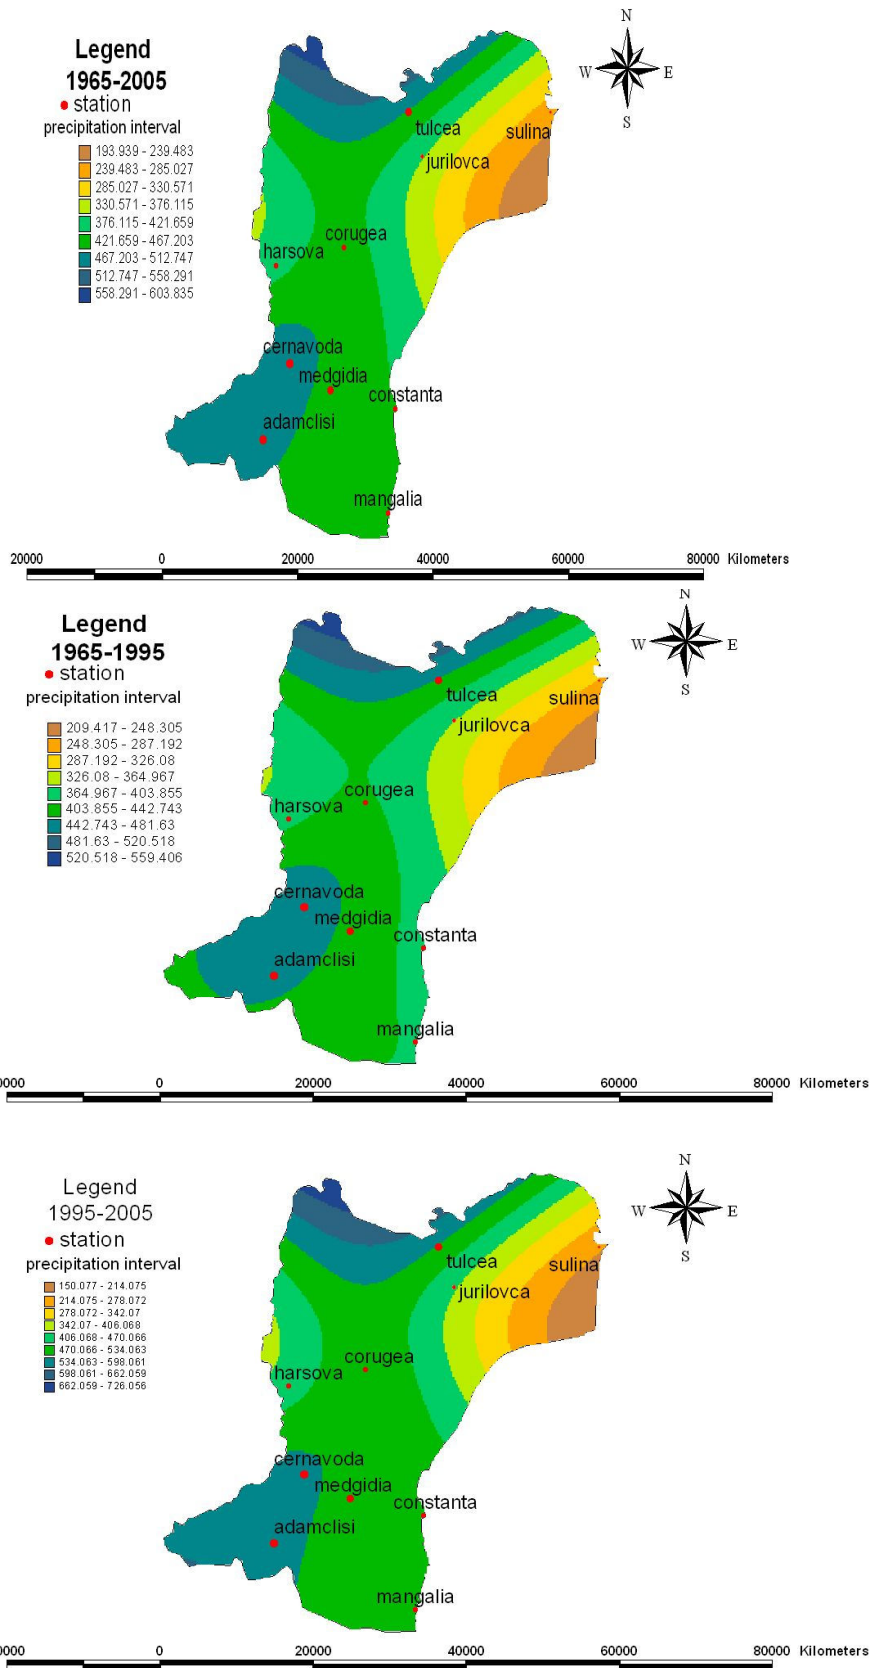 N
Legend
1965-2005
W E
station
S
precipitation interval
tulcea
sulina
193.939 - 239.483
jurilovca
239.483 - 285.027
285.027 - 330.571
330.571 - 376.115
376.115 - 421.659
421.659 - 467.203
467.203 - 512.747
512.747 - 558.291
558.291 - 603.835
corugea
harsova
cernavoda
medgidia
constanta
adamclisi
mangalia
20000 0 20000 40000 60000 80000 Kilometers
N
Legend
1965-1995
W E
station
S
precipitation interval
tulcea
sulina
209.417 - 248.305
jurilovca
248.305 - 287.192
287.192 - 326.08
326.08 - 364.967
364.967 - 403.855
403.855 - 442.743
442.743 - 481.63
481.63 - 520.518
520.518 - 559.406
corugea
harsova
cernavoda
medgidia
constanta
adamclisi
mangalia
0000 0 20000 40000 60000 80000 Kilometers
N
Legend
1995-2005
W E
station
S
precipitation interval
tulcea
sulina
150.077 - 214.075
jurilovca
214.075 - 278.072
278.072 - 342.07
342.07 - 406.068
406.068 - 470.066
470.066 - 534.063
534.063 - 598.061
598.061 - 662.059
662.059 - 726.056
corugea
harsova
cernavoda
medgidia
constanta
adamclisi
mangalia
0000 0 20000 40000 60000 80000 Kilometers